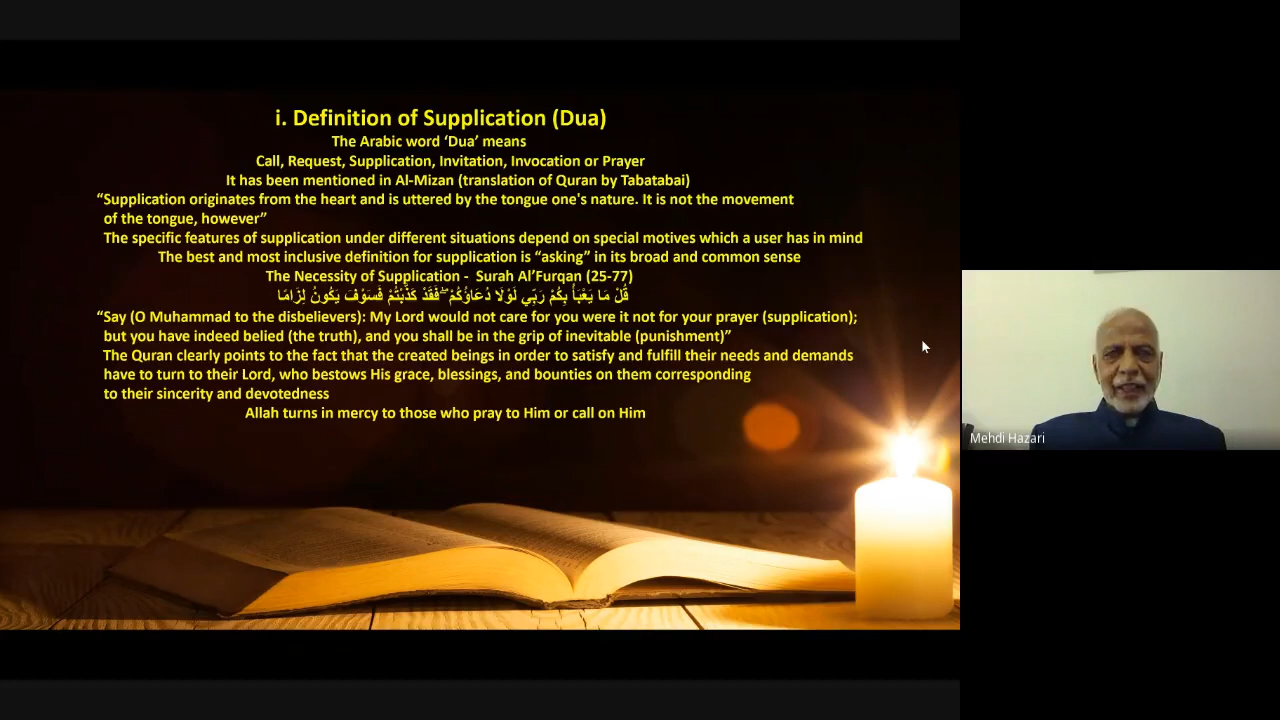 i. Definition of Supplication (Dua)
The Arabic word ‘Dua’ means
Call, Request, Supplication, Invitation, Invocation or Prayer
It has been mentioned in Al-Mizan (translation of Quran by Tabatabai)
“Supplication originates from the heart and is uttered by the tongue one's nature. It is not the movement
of the tongue, however”
The specific features of supplication under different situations depend on special motives which a user has in mind
The best and most inclusive definition for supplication is “asking” in its broad and common sense
The Necessity of Supplication - Surah Al’Furqan (25-77)
قُلْ مَا يَعْبَأُ بِكُمْ رَبِّي لَوْلَا دُعَاؤُكُمْ ۖ فَقَدْ كَذَّبْتُمْ فَسَوْفَ يَكُونُ لِزَامًا
“Say (O Muhammad to the disbelievers): My Lord would not care for you were it not for your prayer (supplication);
but you have indeed belied (the truth), and you shall be in the grip of inevitable (punishment)”
The Quran clearly points to the fact that the created beings in order to satisfy and fulfill their needs and demands
have to turn to their Lord, who bestows His grace, blessings, and bounties on them corresponding
to their sincerity and devotedness
Allah turns in mercy to those who pray to Him or call on Him
Mehdi Hazari